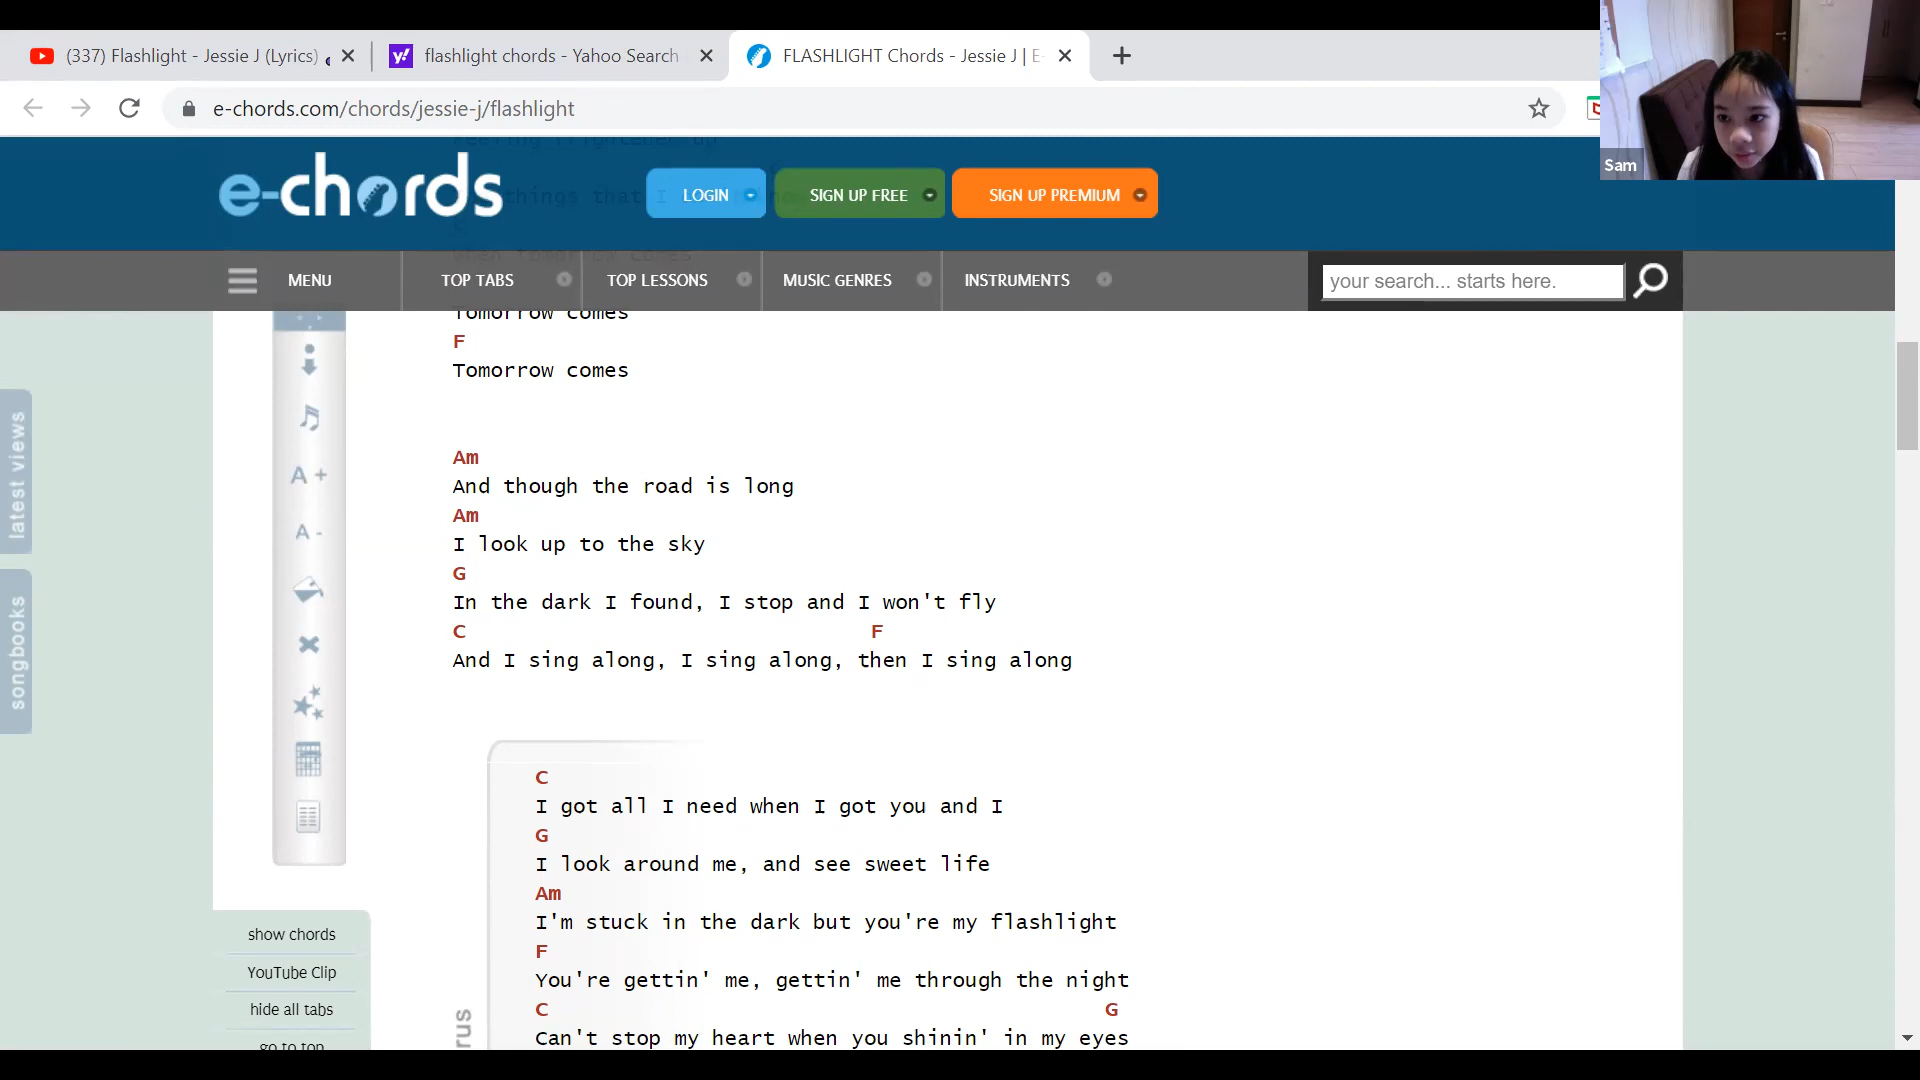 (337) Flashlight - Jessie J (Lyrics)
flashlight chords - Yahoo Search
FLASHLIGHT Chords - Jessie J | E-
e-chords.com/chords/jessie-j/flashlight
Sam
e-chords
LOGIN
SIGN UP FREE
SIGN UP PREMIUM
MENU
TOP TABS
TOP LESSONS
MUSIC GENRES
INSTRUMENTS
your search... starts here.
latest views
songbooks
A +
A -
Tomorrow comes
F
Tomorrow comes
Am
And though the road is long
Am
I look up to the sky
G
In the dark I found, I stop and I won't fly
C F
And I sing along, I sing along, then I sing along
C
I got all I need when I got you and I
G
I look around me, and see sweet life
Am
I'm stuck in the dark but you're my flashlight
F
You're gettin' me, gettin' me through the night
C G
Can't stop my heart when you shinin' in my eyes
rus
show chords
YouTube Clip
hide all tabs
go to top